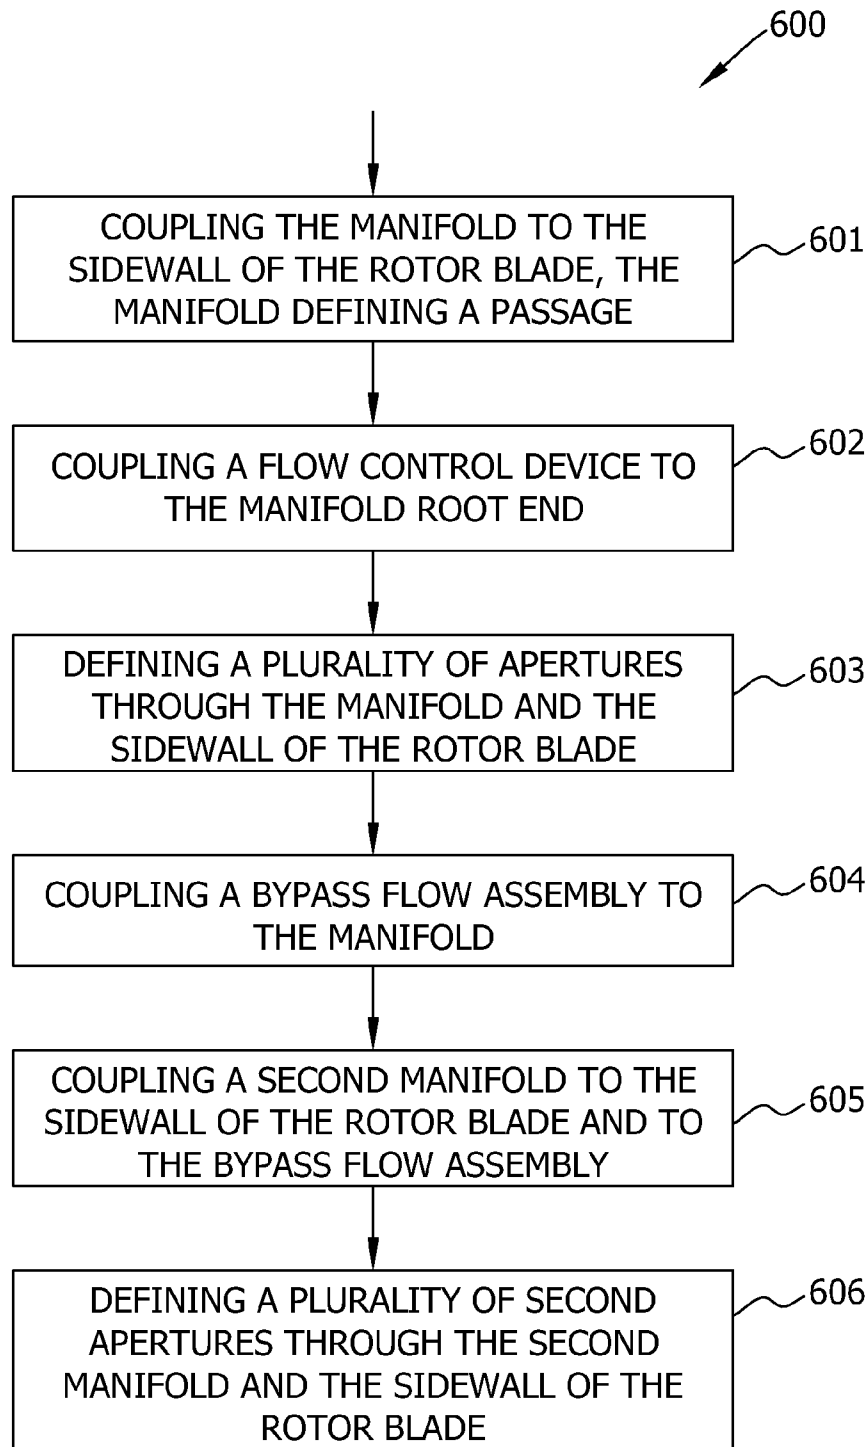 600
COUPLING THE MANIFOLD TO THE
SIDEWALL OF THE ROTOR BLADE, THE
MANIFOLD DEFINING A PASSAGE
601
COUPLING A FLOW CONTROL DEVICE TO
THE MANIFOLD ROOT END
602
DEFINING A PLURALITY OF APERTURES
THROUGH THE MANIFOLD AND THE
SIDEWALL OF THE ROTOR BLADE
603
COUPLING A BYPASS FLOW ASSEMBLY TO
THE MANIFOLD
604
COUPLING A SECOND MANIFOLD TO THE
SIDEWALL OF THE ROTOR BLADE AND TO
THE BYPASS FLOW ASSEMBLY
605
DEFINING A PLURALITY OF SECOND
APERTURES THROUGH THE SECOND
MANIFOLD AND THE SIDEWALL OF THE
ROTOR BLADE
606